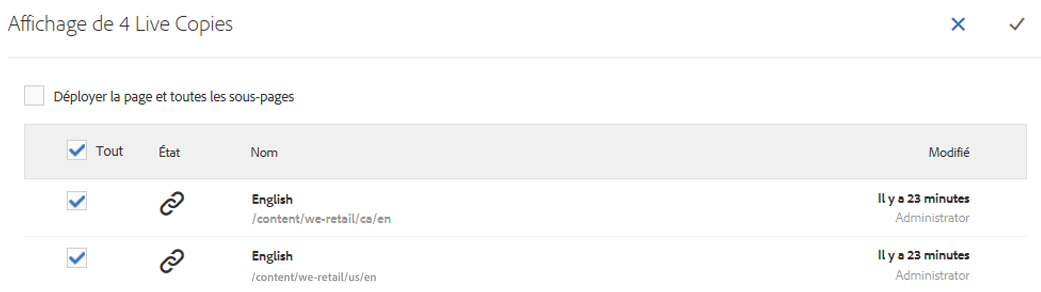 Affichage de 4 Live Copies
Déployer la page et toutes les sous-pages
Tout État Nom Modifié
English Il y a 23 minutes
/content/we-retail/ca/en Administrator
English Il y a 23 minutes
/content/we-retail/us/en Administrator